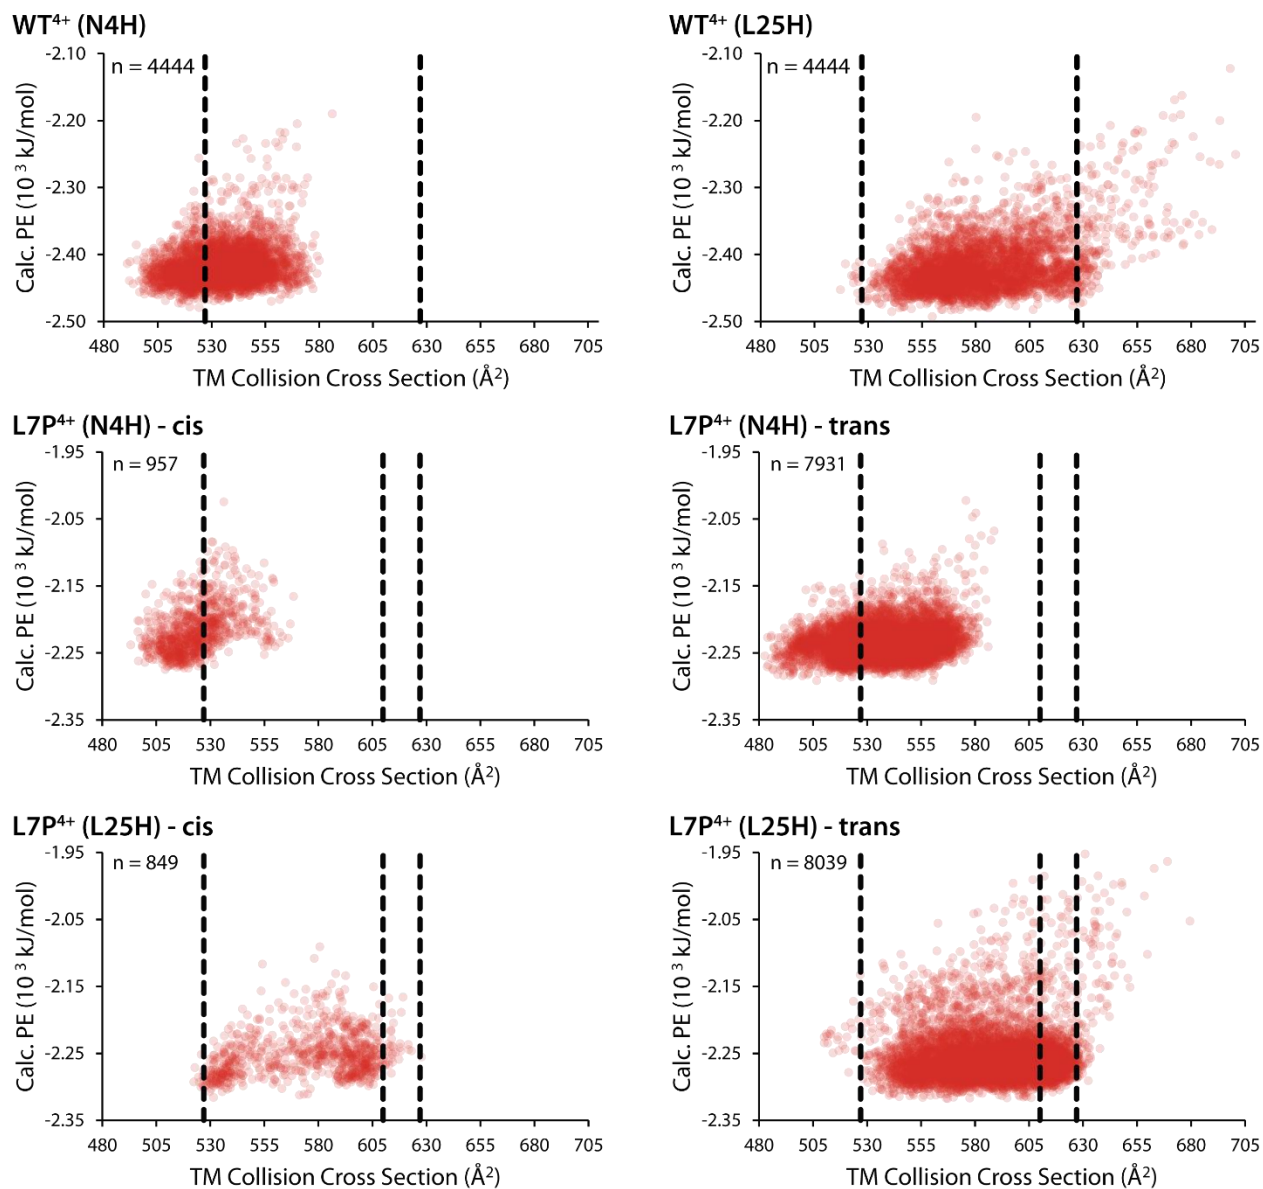 WT⁴⁺ (N4H)
n = 4444
Calc. PE (10 ³ kJ/mol)
-2.10
-2.20
-2.30
-2.40
-2.50
480 505 530 555 580 605 630 655 680 705
TM Collision Cross Section (Å²)
WT⁴⁺ (L25H)
n = 4444
Calc. PE (10 ³ kJ/mol)
-2.10
-2.20
-2.30
-2.40
-2.50
480 505 530 555 580 605 630 655 680 705
TM Collision Cross Section (Å²)
L7P⁴⁺ (N4H) - cis
n = 957
Calc. PE (10 ³ kJ/mol)
-1.95
-2.05
-2.15
-2.25
-2.35
480 505 530 555 580 605 630 655 680 705
TM Collision Cross Section (Å²)
L7P⁴⁺ (N4H) - trans
n = 7931
Calc. PE (10 ³ kJ/mol)
-1.95
-2.05
-2.15
-2.25
-2.35
480 505 530 555 580 605 630 655 680 705
TM Collision Cross Section (Å²)
L7P⁴⁺ (L25H) - cis
n = 849
Calc. PE (10 ³ kJ/mol)
-1.95
-2.05
-2.15
-2.25
-2.35
480 505 530 555 580 605 630 655 680 705
TM Collision Cross Section (Å²)
L7P⁴⁺ (L25H) - trans
n = 8039
Calc. PE (10 ³ kJ/mol)
-1.95
-2.05
-2.15
-2.25
-2.35
480 505 530 555 580 605 630 655 680 705
TM Collision Cross Section (Å²)